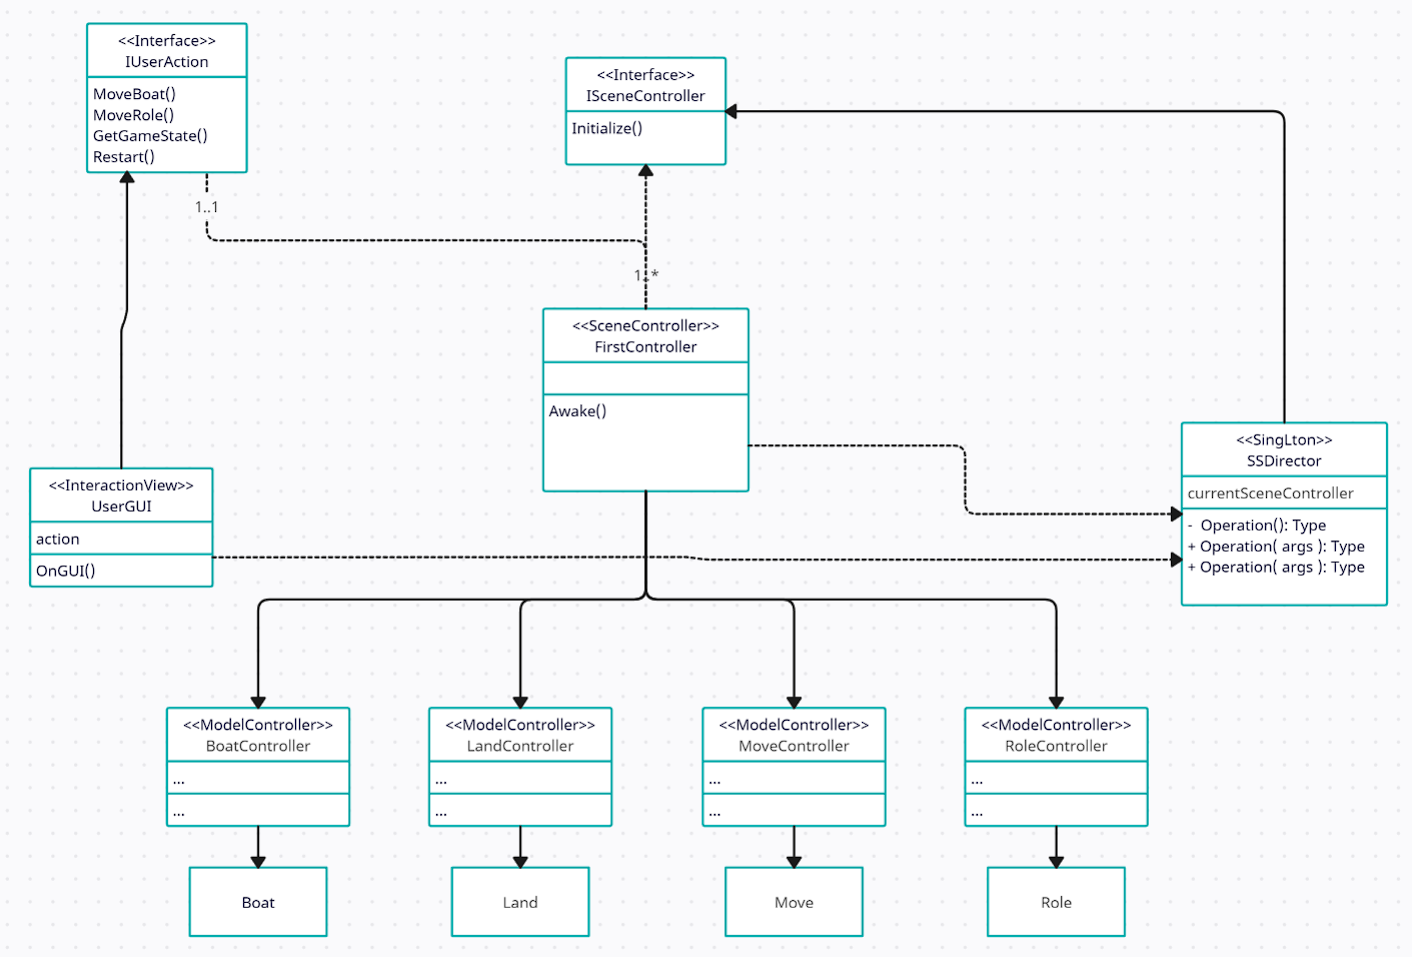 <<Interface>>
IUserAction
MoveBoat()
MoveRole()
GetGameState()
Restart()
<<Interface>>
ISceneController
Initialize()
1..1
1..*
<<SceneController>>
FirstController
Awake()
<<SingLton>>
SSDirector
currentSceneController
- Operation(): Type
+ Operation( args ): Type
+ Operation( args ): Type
<<InteractionView>>
UserGUI
action
OnGUI()
<<ModelController>>
BoatController
...
...
<<ModelController>>
LandController
...
...
<<ModelController>>
MoveController
...
...
<<ModelController>>
RoleController
...
...
Boat
Land
Move
Role